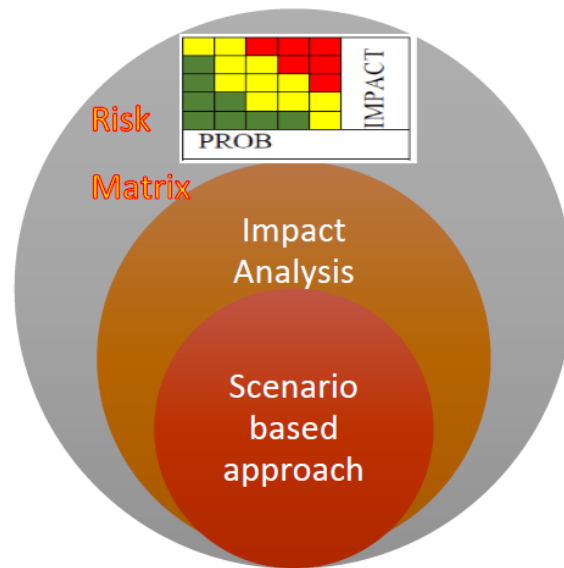 IMPACT
PROB
Risk
Matrix
Impact
Analysis
Scenario
based
approach